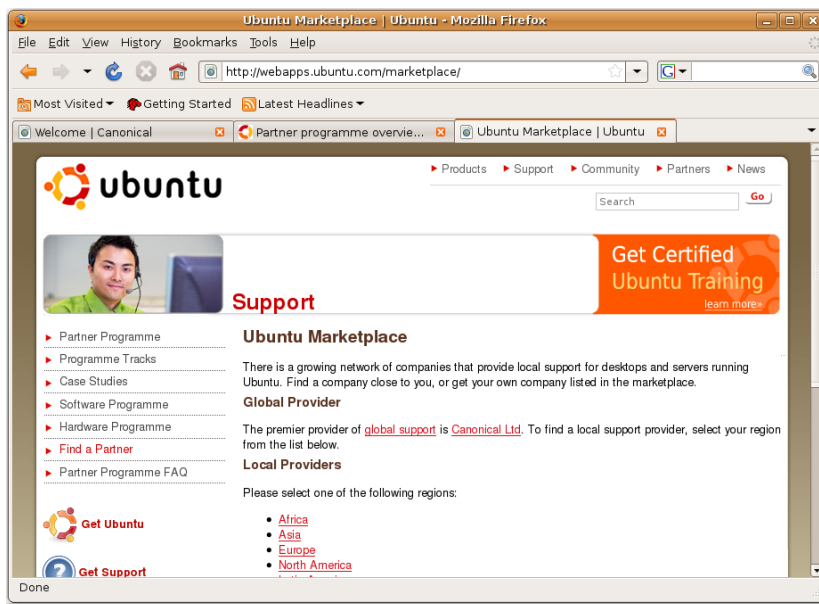 Ubuntu Marketplace | Ubuntu - Mozilla Firefox
File Edit View History Bookmarks Tools Help
http://webapps.ubuntu.com/marketplace/
G
Most Visited Getting Started Latest Headlines
Welcome | Canonical Partner programme overvie... Ubuntu Marketplace | Ubuntu
ubuntu
Products Support Community Partners News
Search Go
Support
Get Certified
Ubuntu Training
learn more»
Partner Programme
Programme Tracks
Case Studies
Software Programme
Hardware Programme
Find a Partner
Partner Programme FAQ
Get Ubuntu
Get Support
Ubuntu Marketplace
There is a growing network of companies that provide local support for desktops and servers running
Ubuntu. Find a company close to you, or get your own company listed in the marketplace.
Global Provider
The premier provider of global support is Canonical Ltd. To find a local support provider, select your region
from the list below.
Local Providers
Please select one of the following regions:
Africa
Asia
Europe
North America
Done